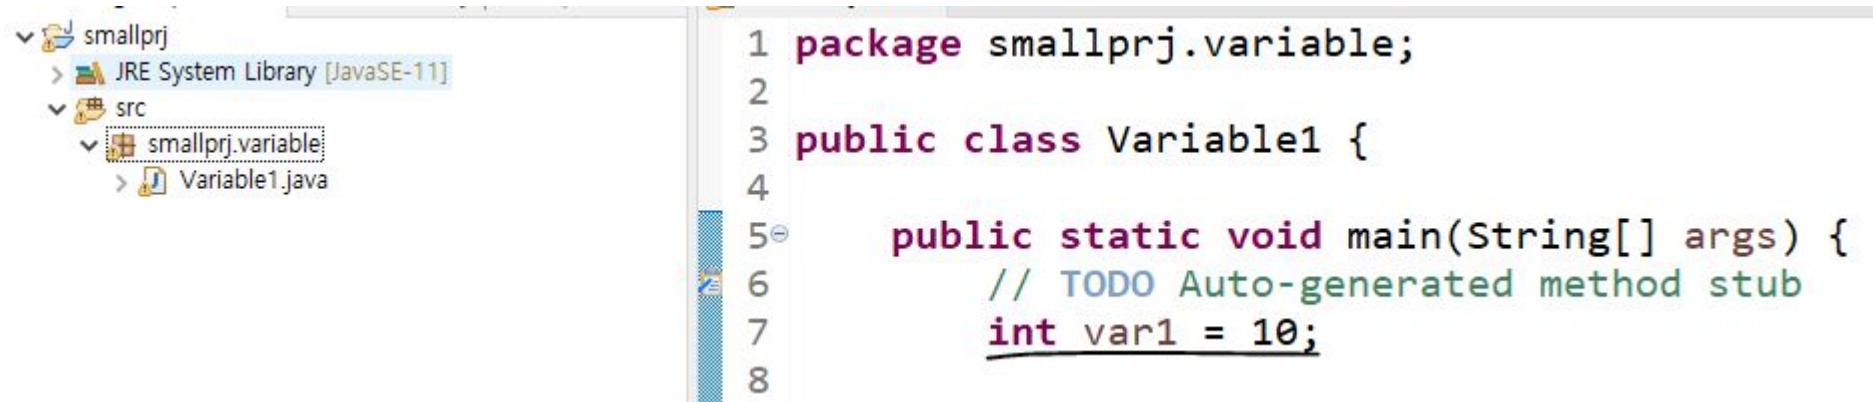 smallprj
JRE System Library [JavaSE-11]
src
smallprj.variable
Variable1.java
1 package smallprj.variable;
2
3 public class Variable1 {
4
5 public static void main(String[] args) {
6 // TODO Auto-generated method stub
7 int var1 = 10;
8